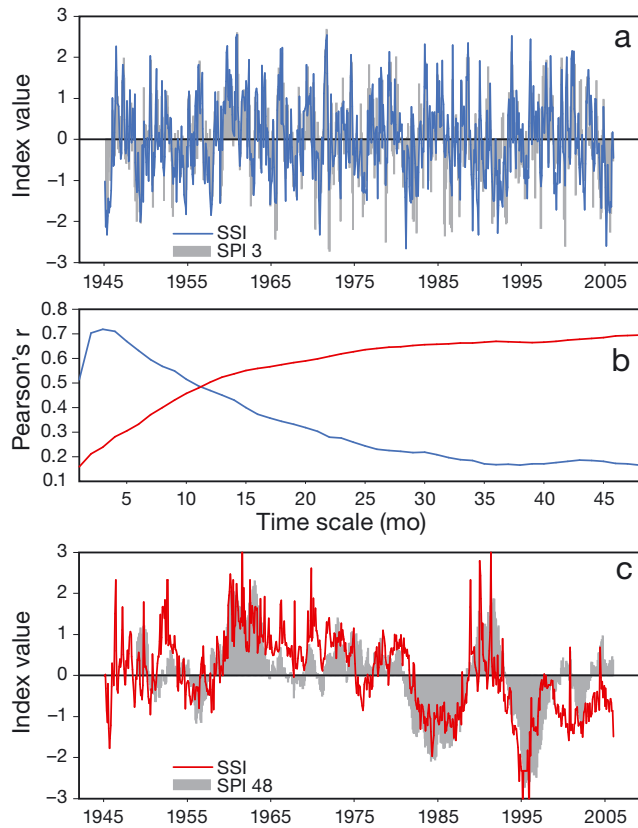 a
Index value
3
2
1
0
−1
−2
−3
SSI
SPI 3
1945 1955 1965 1975 1985 1995 2005
b
Pearson's r
0.8
0.7
0.6
0.5
0.4
0.3
0.2
0.1
5 10 15 20 25 30 35 40 45
Time scale (mo)
c
Index value
3
2
1
0
−1
−2
−3
SSI
SPI 48
1945 1955 1965 1975 1985 1995 2005